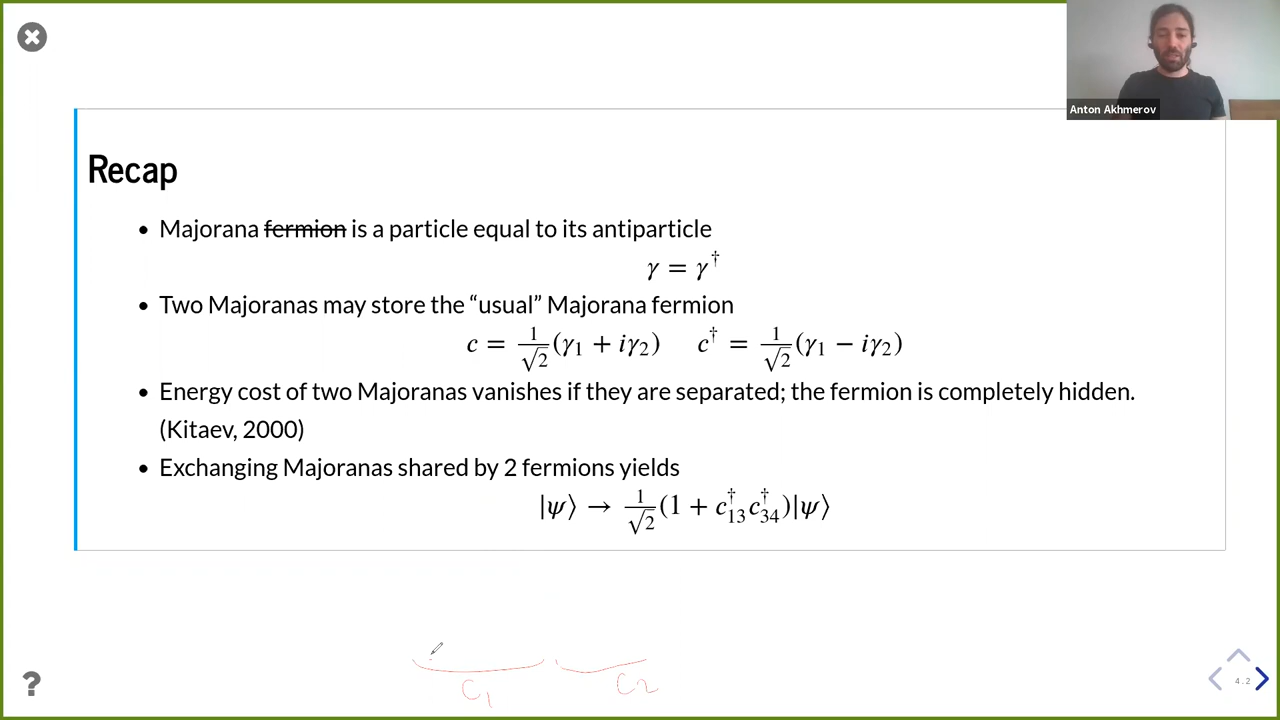 Anton Akhmerov
Recap
• Majorana ~~fermion~~ is a particle equal to its antiparticle
γ = γ†
• Two Majoranas may store the “usual” Majorana fermion
c = 1/√2 (γ₁ + iγ₂)   c† = 1/√2 (γ₁ − iγ₂)
• Energy cost of two Majoranas vanishes if they are separated; the fermion is completely hidden.
(Kitaev, 2000)
• Exchanging Majoranas shared by 2 fermions yields
|ψ⟩ → 1/√2 (1 + c†₁₃c†₃₄)|ψ⟩
C₁ C₂
?
4.2